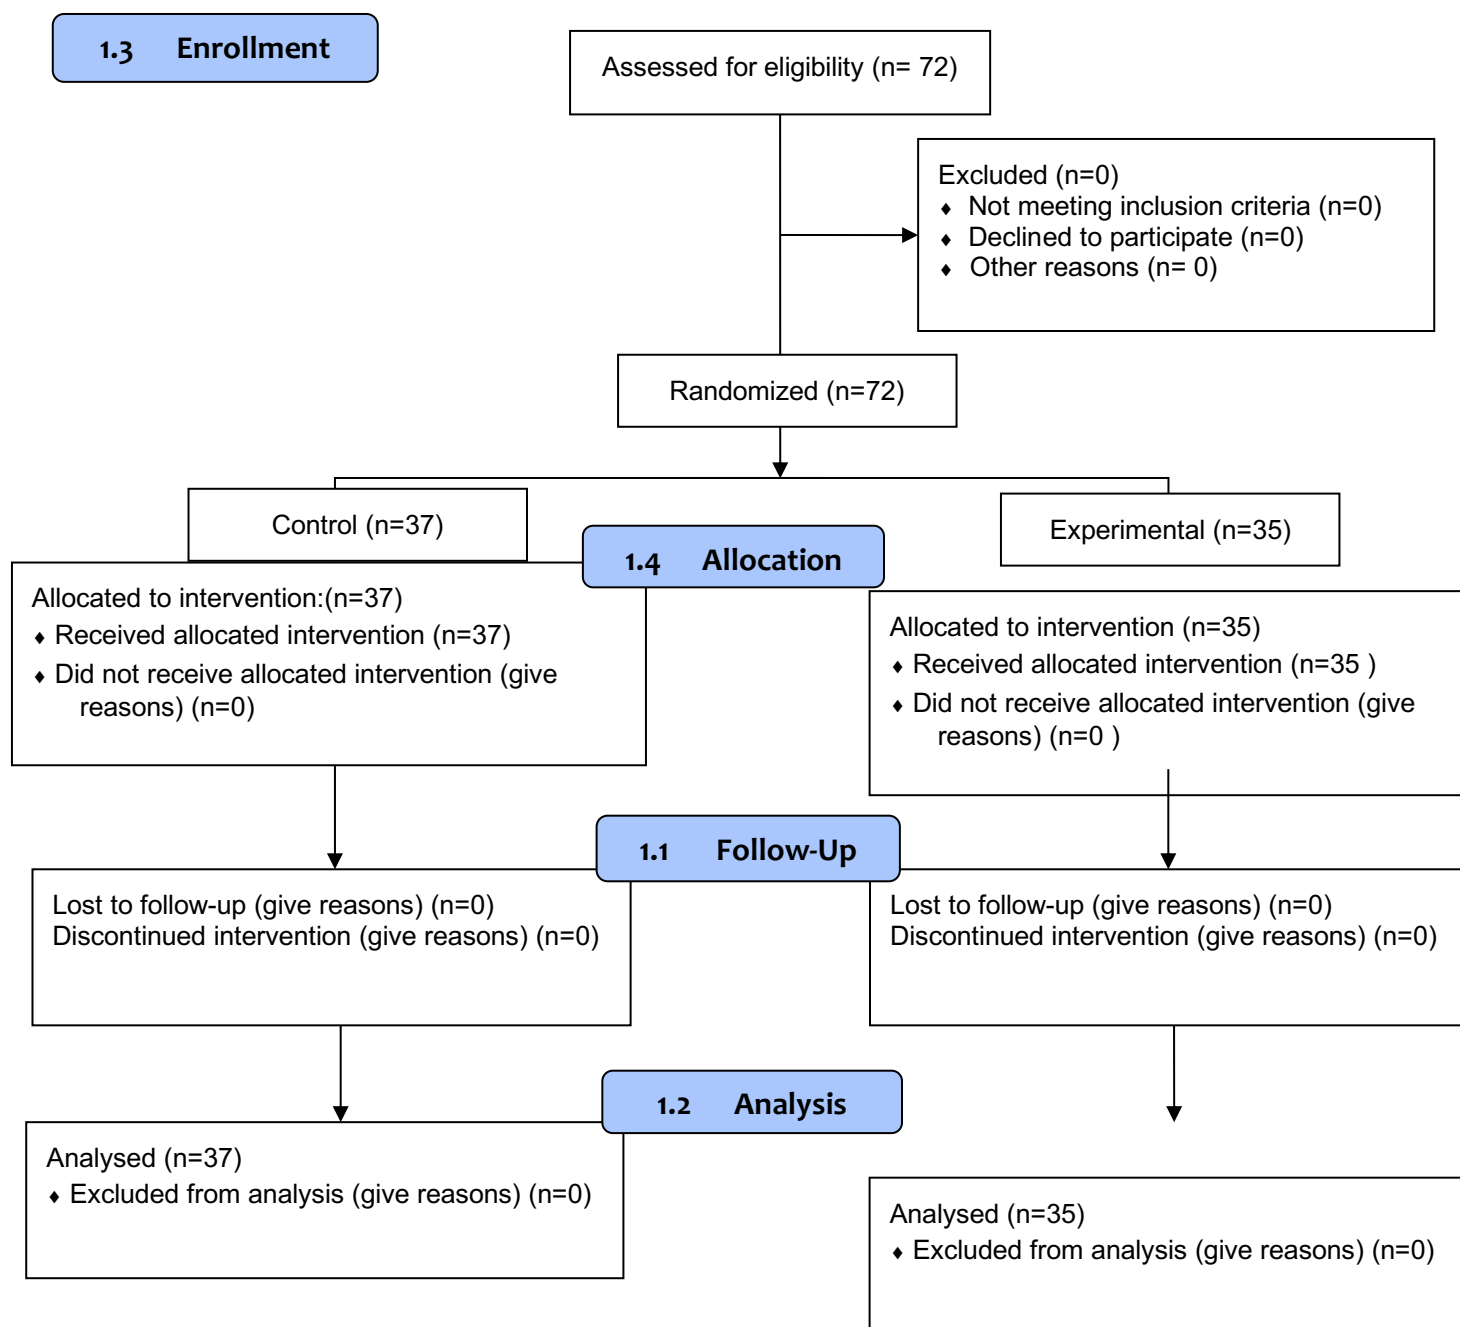 1.3 Enrollment
Assessed for eligibility (n= 72)
Excluded (n=0)
♦ Not meeting inclusion criteria (n=0)
♦ Declined to participate (n=0)
♦ Other reasons (n= 0)
Randomized (n=72)
Control (n=37)
Experimental (n=35)
1.4 Allocation
Allocated to intervention:(n=37)
♦ Received allocated intervention (n=37)
♦ Did not receive allocated intervention (give
reasons) (n=0)
Allocated to intervention (n=35)
♦ Received allocated intervention (n=35 )
♦ Did not receive allocated intervention (give
reasons) (n=0 )
1.1 Follow-Up
Lost to follow-up (give reasons) (n=0)
Discontinued intervention (give reasons) (n=0)
Lost to follow-up (give reasons) (n=0)
Discontinued intervention (give reasons) (n=0)
1.2 Analysis
Analysed (n=37)
♦ Excluded from analysis (give reasons) (n=0)
Analysed (n=35)
♦ Excluded from analysis (give reasons) (n=0)